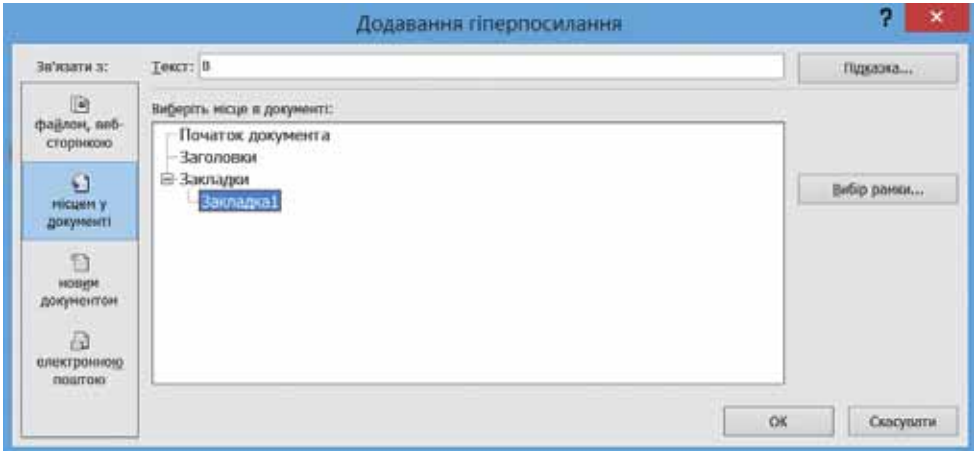 Додавання гіперпосилання
?
Зв'язати з:
Текст: В
Підказка...
Виберіть місце в документі:
файлом, веб-
сторінкою
місцем у
документі
новим
документом
електронною
поштою
Початок документа
Заголовки
Закладки
Закладка1
Вибір рамки...
ОК
Скасувати